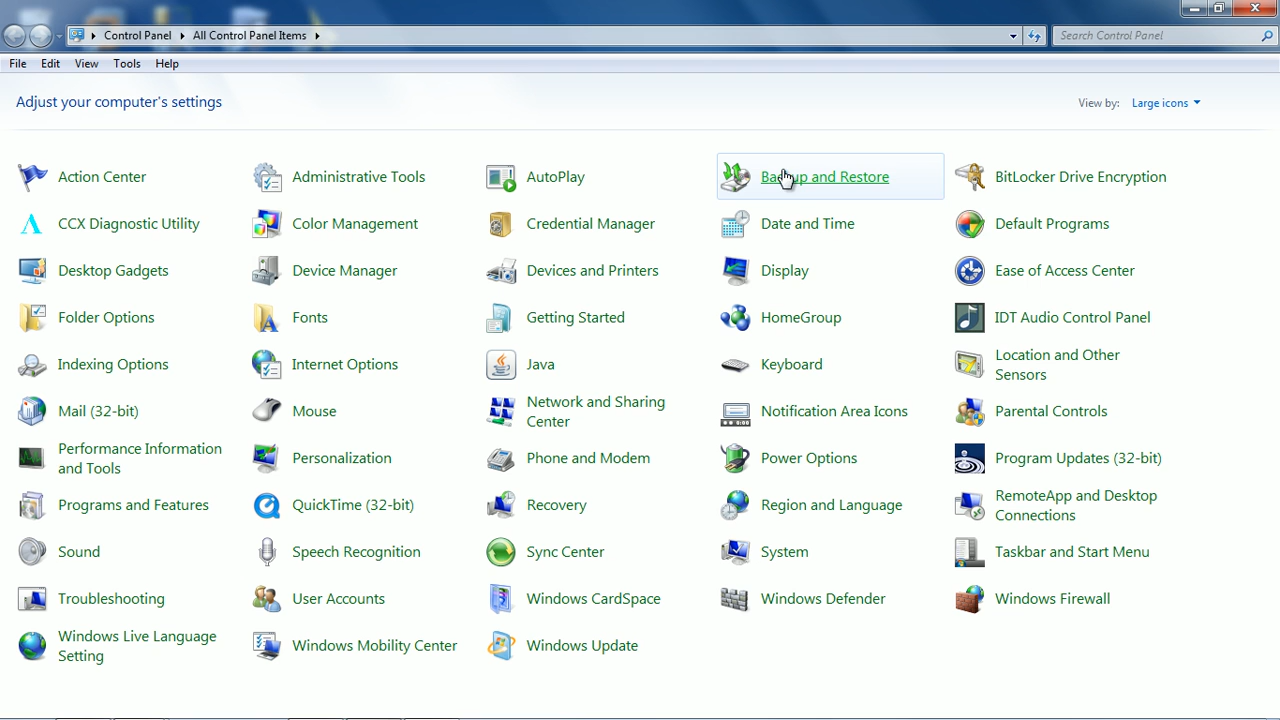 Control Panel All Control Panel Items Search Control Panel
File Edit View Tools Help
Adjust your computer's settings View by: Large icons
Action Center Administrative Tools AutoPlay Backup and Restore BitLocker Drive Encryption
CCX Diagnostic Utility Color Management Credential Manager Date and Time Default Programs
Desktop Gadgets Device Manager Devices and Printers Display Ease of Access Center
Folder Options Fonts Getting Started HomeGroup IDT Audio Control Panel
Indexing Options Internet Options Java Keyboard Location and Other
Sensors
Mail (32-bit) Mouse Network and Sharing
Center Notification Area Icons Parental Controls
Performance Information
and Tools Personalization Phone and Modem Power Options Program Updates (32-bit)
Programs and Features QuickTime (32-bit) Recovery Region and Language RemoteApp and Desktop
Connections
Sound Speech Recognition Sync Center System Taskbar and Start Menu
Troubleshooting User Accounts Windows CardSpace Windows Defender Windows Firewall
Windows Live Language
Setting Windows Mobility Center Windows Update